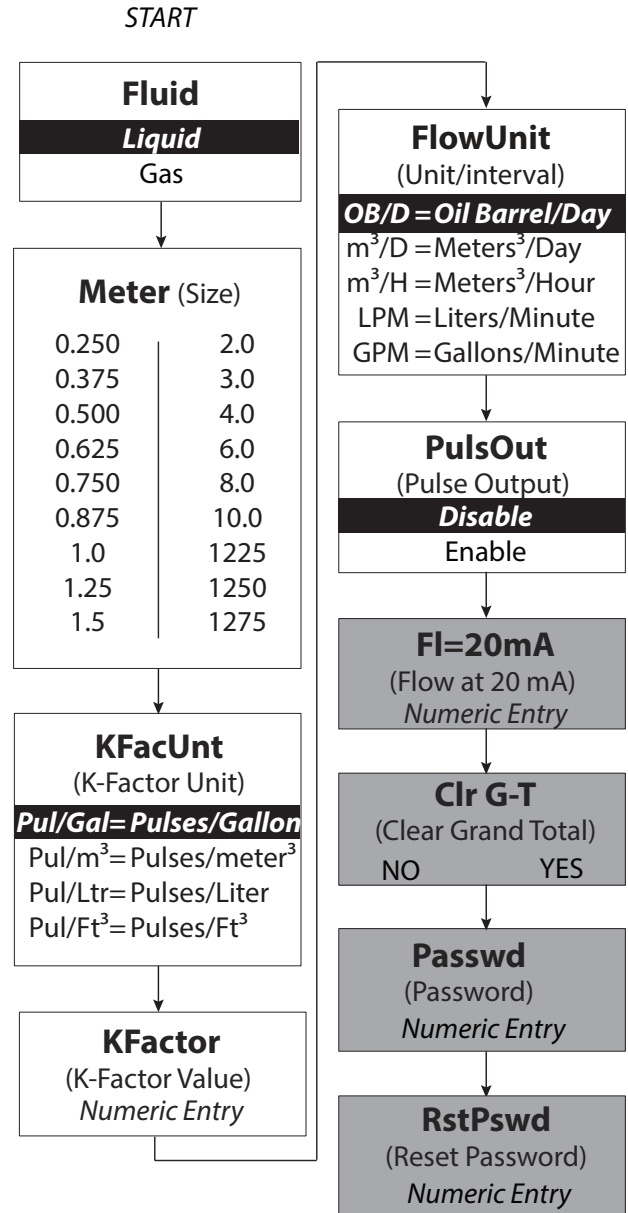 START
Fluid
Liquid
Gas
Meter (Size)
0.250 2.0
0.375 3.0
0.500 4.0
0.625 6.0
0.750 8.0
0.875 10.0
1.0 1225
1.25 1250
1.5 1275
KFacUnt
(K-Factor Unit)
Pul/Gal= Pulses/Gallon
Pul/m³= Pulses/meter³
Pul/Ltr= Pulses/Liter
Pul/Ft³= Pulses/Ft³
KFactor
(K-Factor Value)
Numeric Entry
FlowUnit
(Unit/interval)
OB/D = Oil Barrel/Day
m³/D = Meters³/Day
m³/H = Meters³/Hour
LPM = Liters/Minute
GPM = Gallons/Minute
PulsOut
(Pulse Output)
Disable
Enable
Fl=20mA
(Flow at 20 mA)
Numeric Entry
Clr G-T
(Clear Grand Total)
NO YES
Passwd
(Password)
Numeric Entry
RstPswd
(Reset Password)
Numeric Entry